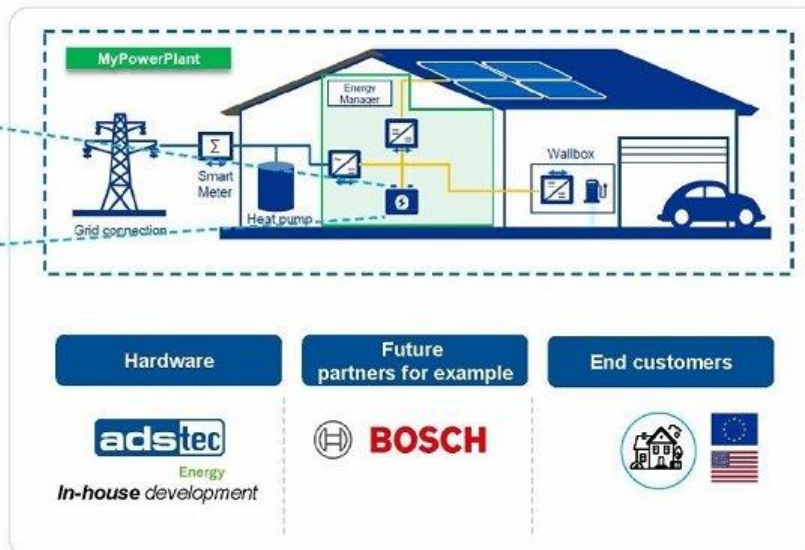 MyPowerPlant
Energy
Manager
Σ
Smart
Meter
Wallbox
Heat pump
Grid connection
Hardware
Future
partners for example
End customers
adstec
Energy
In-house development
BOSCH